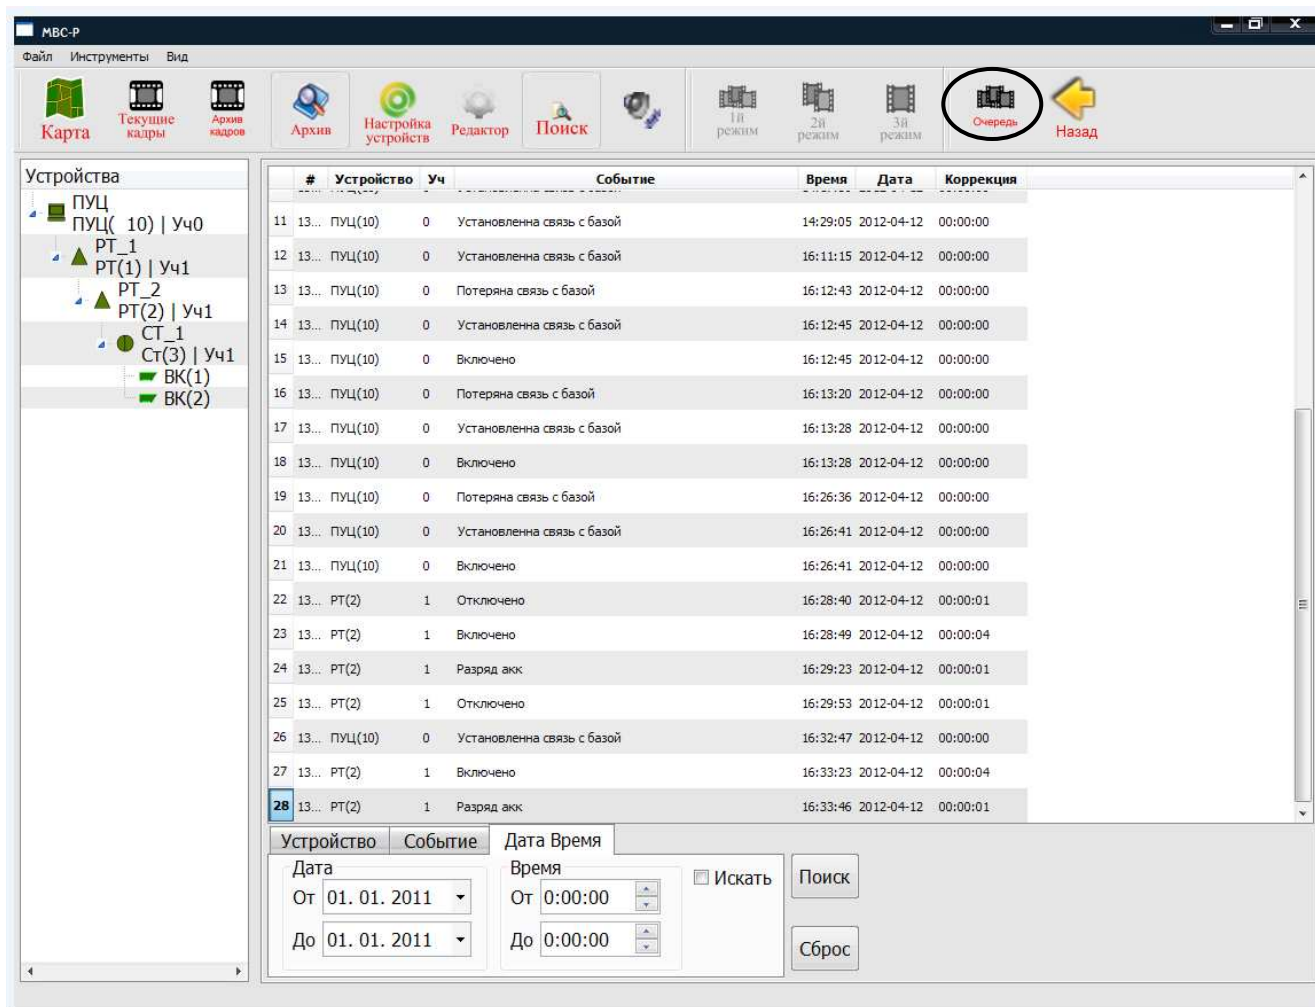 МВС-Р
Файл Инструменты Вид
Карта
Текущие кадры
Архив кадров
Архив
Настройка устройств
Редактор
Поиск
1й режим
2й режим
3й режим
Очередь
Назад
Устройства
ПУЦ
ПУЦ( 10) | Уч0
РТ_1
РТ(1) | Уч1
РТ_2
РТ(2) | Уч1
СТ_1
Ст(3) | Уч1
ВК(1)
ВК(2)
# Устройство Уч Событие Время Дата Коррекция
11 13... ПУЦ(10) 0 Установленна связь с базой 14:29:05 2012-04-12 00:00:00
12 13... ПУЦ(10) 0 Установленна связь с базой 16:11:15 2012-04-12 00:00:00
13 13... ПУЦ(10) 0 Потеряна связь с базой 16:12:43 2012-04-12 00:00:00
14 13... ПУЦ(10) 0 Установленна связь с базой 16:12:45 2012-04-12 00:00:00
15 13... ПУЦ(10) 0 Включено 16:12:45 2012-04-12 00:00:00
16 13... ПУЦ(10) 0 Потеряна связь с базой 16:13:20 2012-04-12 00:00:00
17 13... ПУЦ(10) 0 Установленна связь с базой 16:13:28 2012-04-12 00:00:00
18 13... ПУЦ(10) 0 Включено 16:13:28 2012-04-12 00:00:00
19 13... ПУЦ(10) 0 Потеряна связь с базой 16:26:36 2012-04-12 00:00:00
20 13... ПУЦ(10) 0 Установленна связь с базой 16:26:41 2012-04-12 00:00:00
21 13... ПУЦ(10) 0 Включено 16:26:41 2012-04-12 00:00:00
22 13... РТ(2) 1 Отключено 16:28:40 2012-04-12 00:00:01
23 13... РТ(2) 1 Включено 16:28:49 2012-04-12 00:00:04
24 13... РТ(2) 1 Разряд акк 16:29:23 2012-04-12 00:00:01
25 13... РТ(2) 1 Отключено 16:29:53 2012-04-12 00:00:01
26 13... ПУЦ(10) 0 Установленна связь с базой 16:32:47 2012-04-12 00:00:00
27 13... РТ(2) 1 Включено 16:33:23 2012-04-12 00:00:04
28 13... РТ(2) 1 Разряд акк 16:33:46 2012-04-12 00:00:01
Устройство Событие Дата Время
Дата Время
От 01. 01. 2011 От 0:00:00 Искать Поиск
До 01. 01. 2011 До 0:00:00 Сброс